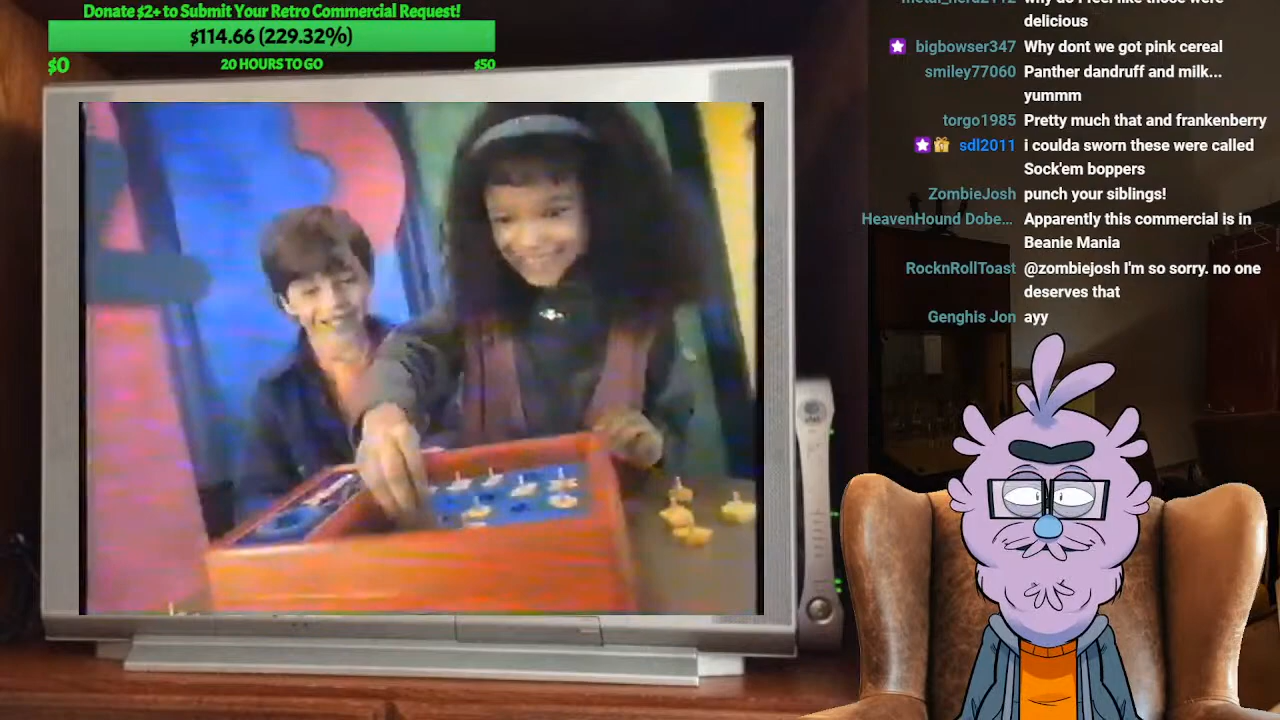 Donate $2+ to Submit Your Retro Commercial Request!
$114.66 (229.32%)
$0
20 HOURS TO GO
$50
metal_nerd2112 why do I feel like those were
delicious
bigbowser347 Why dont we got pink cereal
smiley77060 Panther dandruff and milk...
yummm
torgo1985 Pretty much that and frankenberry
sdl2011 i coulda sworn these were called
Sock'em boppers
ZombieJosh punch your siblings!
HeavenHound Dobe... Apparently this commercial is in
Beanie Mania
RocknRollToast @zombiejosh I'm so sorry. no one
deserves that
Genghis Jon ayy